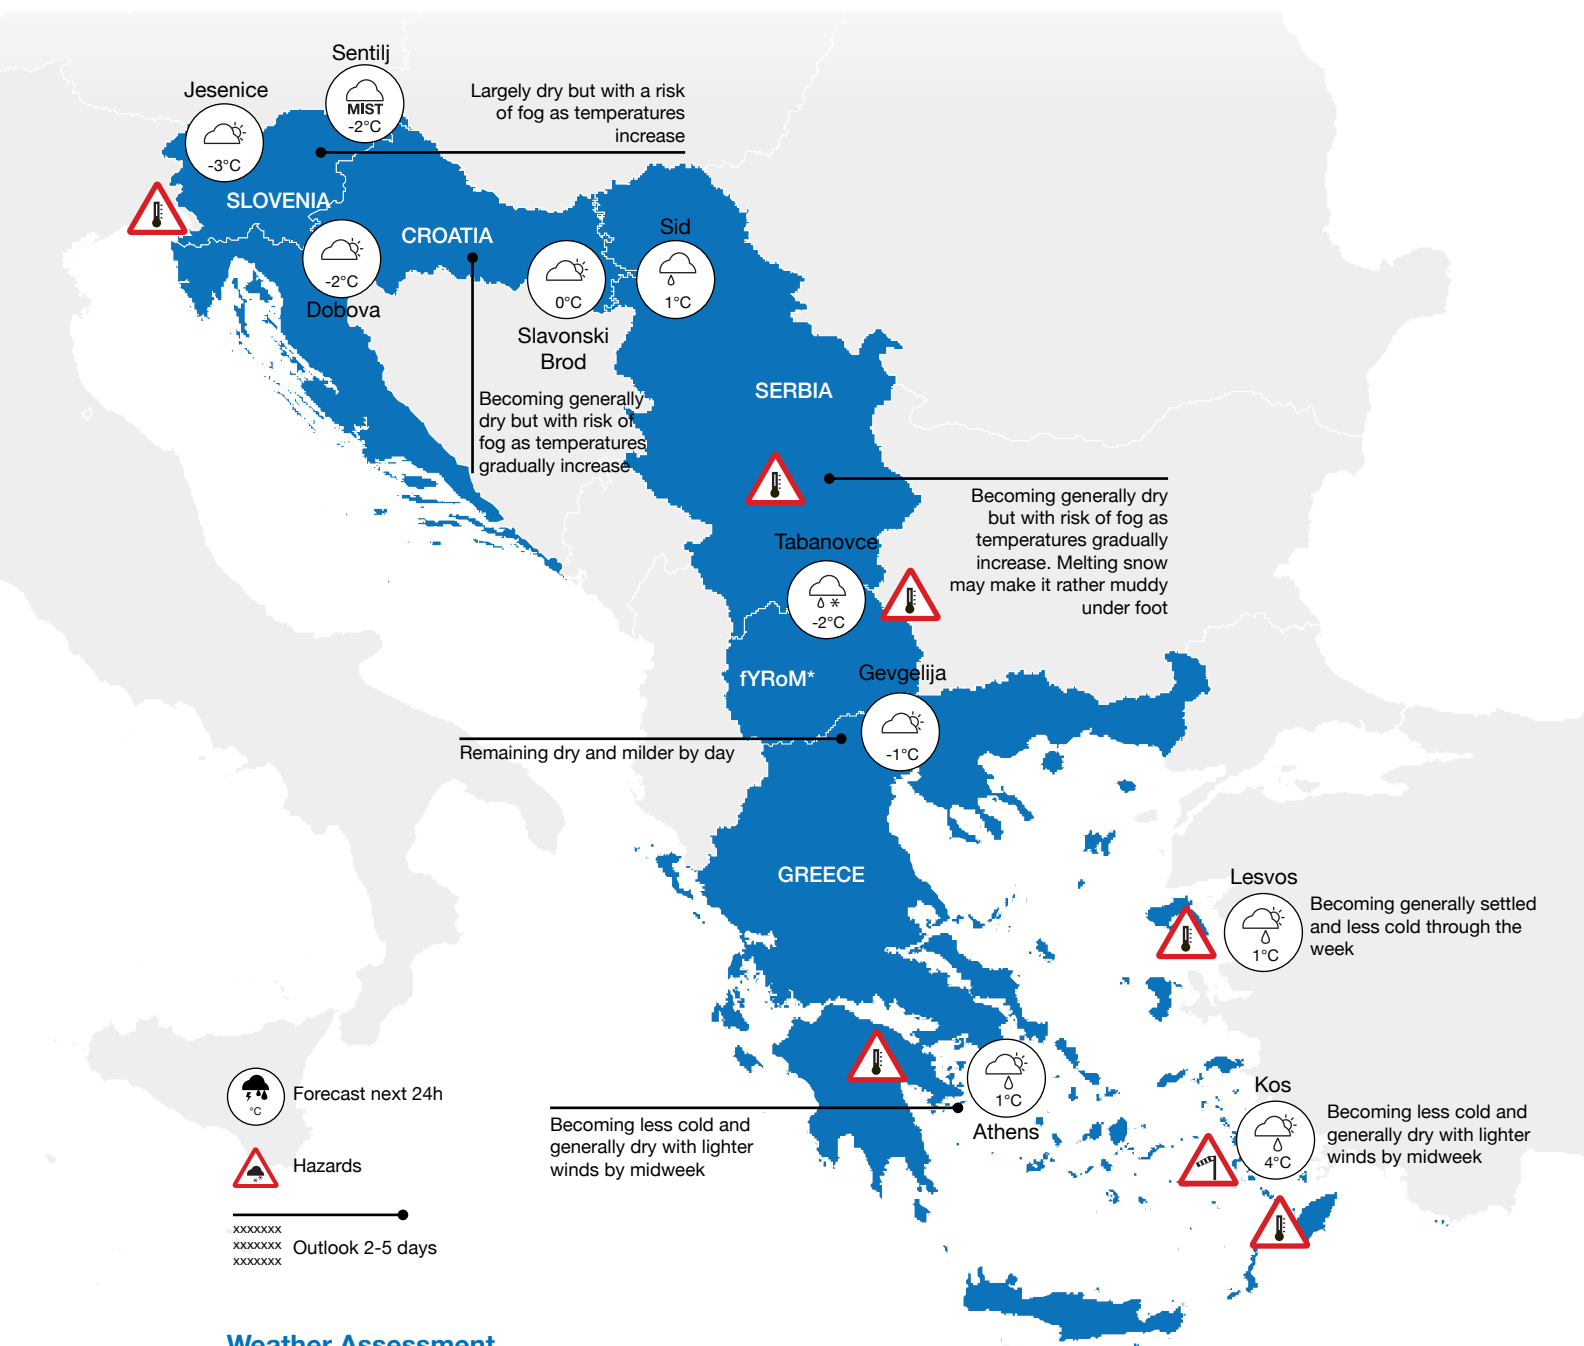 Sentilj
MIST
-2°C
Jesenice
-3°C
Largely dry but with a risk
of fog as temperatures
increase
SLOVENIA
CROATIA
Sid
1°C
-2°C
Dobova
0°C
Slavonski
Brod
SERBIA
Becoming generally
dry but with risk of
fog as temperatures
gradually increase
Becoming generally dry
but with risk of fog as
temperatures gradually
increase. Melting snow
may make it rather muddy
under foot
Tabanovce
-2°C
fYRoM*
Gevgelija
-1°C
Remaining dry and milder by day
GREECE
Lesvos
1°C
Becoming generally settled
and less cold through the
week
1°C
Athens
Becoming less cold and
generally dry with lighter
winds by midweek
Kos
4°C
Becoming less cold and
generally dry with lighter
winds by midweek
°C
Forecast next 24h
Hazards
xxxxxxx
xxxxxxx
xxxxxxx
Outlook 2-5 days
Weather Assessment